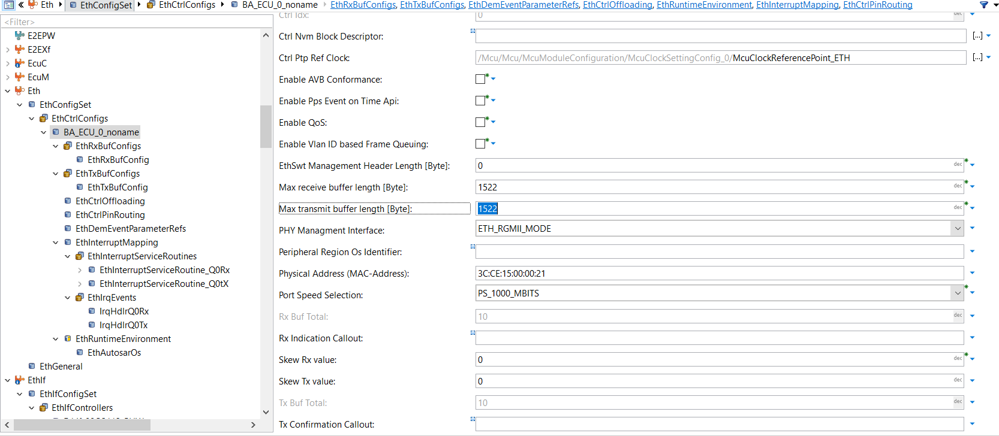 Eth EthConfigSet EthCtrlConfigs BA_ECU_0_noname EthRxBufConfigs, EthTxBufConfigs, EthDemEventParameterRefs, EthCtrlOffloading, EthRuntimeEnvironment, EthInterruptMapping, EthCtrlPinRouting
<Filter>
E2EPW
E2EXf
EcuC
EcuM
Eth
EthConfigSet
EthCtrlConfigs
BA_ECU_0_noname
EthRxBufConfigs
EthRxBufConfig
EthTxBufConfigs
EthTxBufConfig
EthCtrlOffloading
EthCtrlPinRouting
EthDemEventParameterRefs
EthInterruptMapping
EthInterruptServiceRoutines
EthInterruptServiceRoutine_Q0Rx
EthInterruptServiceRoutine_Q0tX
EthIrqEvents
IrqHdlrQ0Rx
IrqHdlrQ0Tx
EthRuntimeEnvironment
EthAutosarOs
EthGeneral
EthIf
EthIfConfigSet
EthIfControllers
Ctrl Idx: 0 dec
Ctrl Nvm Block Descriptor: [...]
Ctrl Ptp Ref Clock: /Mcu/Mcu/McuModuleConfiguration/McuClockSettingConfig_0/McuClockReferencePoint_ETH [...]
Enable AVB Conformance: *
Enable Pps Event on Time Api: *
Enable QoS: *
Enable Vlan ID based Frame Queuing: *
EthSwt Management Header Length [Byte]: 0 dec *
Max receive buffer length [Byte]: 1522 dec *
Max transmit buffer length [Byte]: 1522 dec *
PHY Managment Interface: ETH_RGMII_MODE
Peripheral Region Os Identifier:
Physical Address (MAC-Address): 3C:CE:15:00:00:21
Port Speed Selection: PS_1000_MBITS *
Rx Buf Total: 10 dec
Rx Indication Callout:
Skew Rx value: 0 dec *
Skew Tx value: 0 dec
Tx Buf Total: 10 dec
Tx Confirmation Callout: